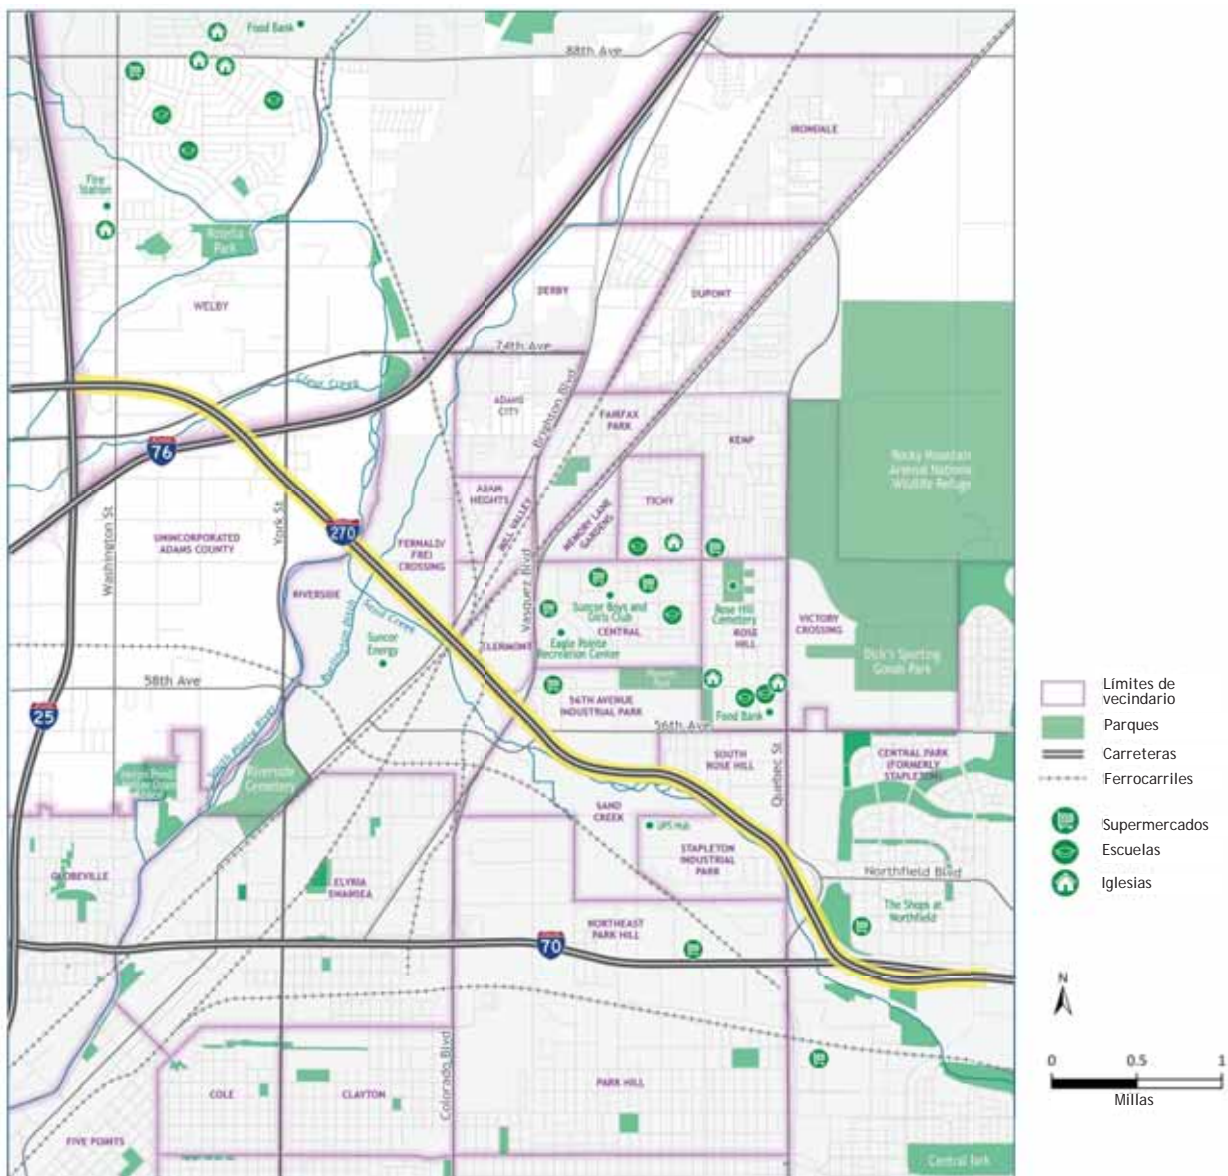 Food Bank
88th Ave
IRONDALE
Fire
Station
Rotella
Park
WELBY
DERBY
DUPONT
74th Ave
Clear Creek
ADAMS
CITY
Brighton Blvd
FAIRFAX
PARK
KEMP
76
Rocky Mountain
Arsenal National
Wildlife Refuge
ADAM
HEIGHTS
TICHY
Washington St
York St
270
UNINCORPORATED
ADAMS COUNTY
FERNALD/
FREI
CROSSING
MILL VALLEY
MEMORY LANE
GARDENS
Vasquez Blvd
RIVERSIDE
Burlington Ditch
Sand Creek
Suncor
Energy
Suncor Boys and
Girls Club
Rose Hill
Cemetery
CENTRAL
ROSE
HILL
VICTORY
CROSSING
CLERMONT
Eagle Pointe
Recreation Center
Dick's Sporting
Goods Park
58th Ave
25
56TH AVENUE
INDUSTRIAL PARK
56th Ave
Food Bank
Quebec St
SOUTH
ROSE HILL
CENTRAL PARK
(FORMERLY
STAPLETON)
Riverside
Cemetery
SAND
CREEK
UPS Hub
STAPLETON
INDUSTRIAL
PARK
GLOBEVILLE
ELYRIA
SWANSEA
Northfield Blvd
The Shops at
Northfield
NORTHEAST
PARK HILL
70
Colorado Blvd
COLE
CLAYTON
PARK HILL
FIVE POINTS
Central Park
Límites de
vecindario
Parques
Carreteras
Ferrocarriles
Supermercados
Escuelas
Iglesias
N
0 0.5 1
Millas